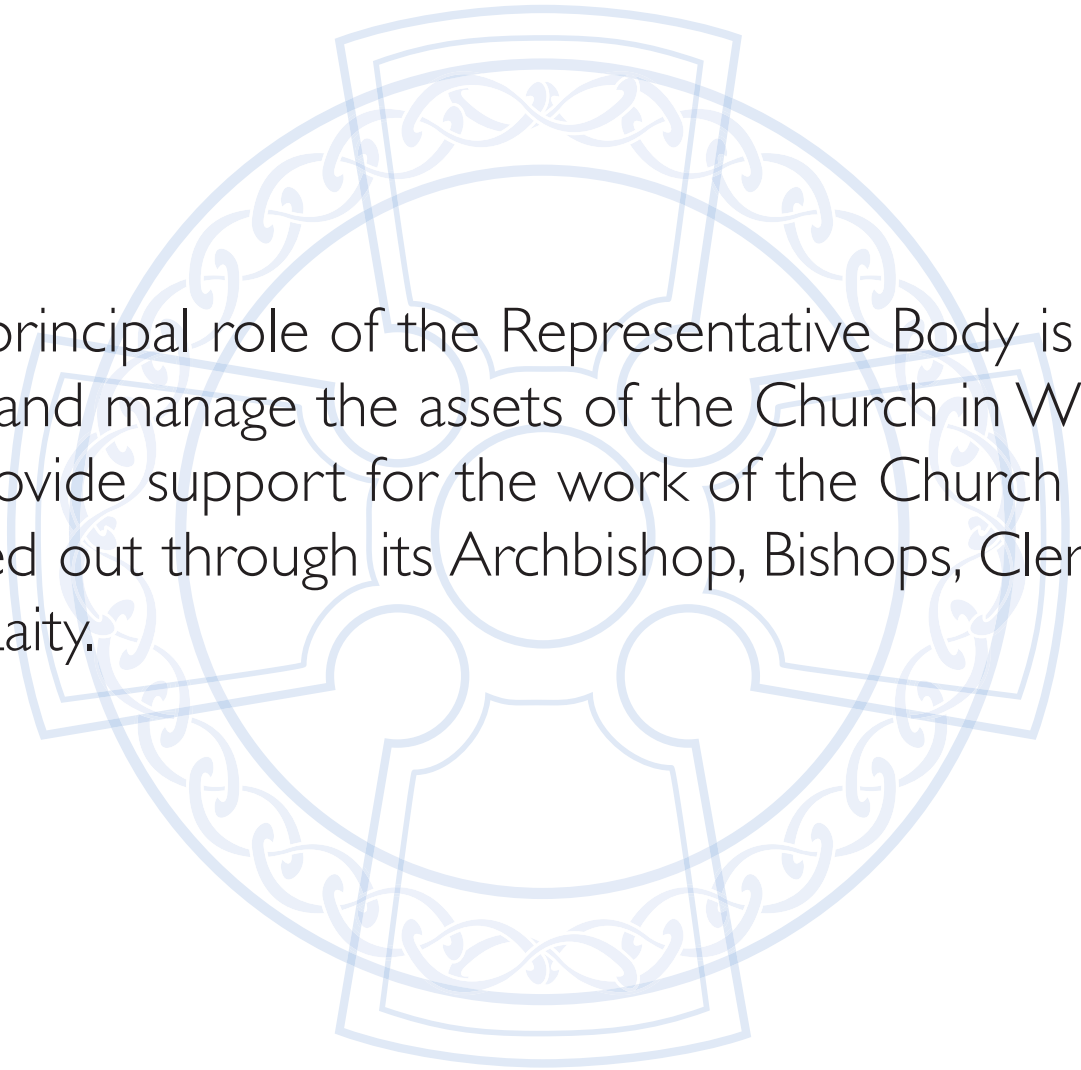 principal role of the Representative Body is
and manage the assets of the Church in W
ovide support for the work of the Church
ed out through its Archbishop, Bishops, Cler
aity.